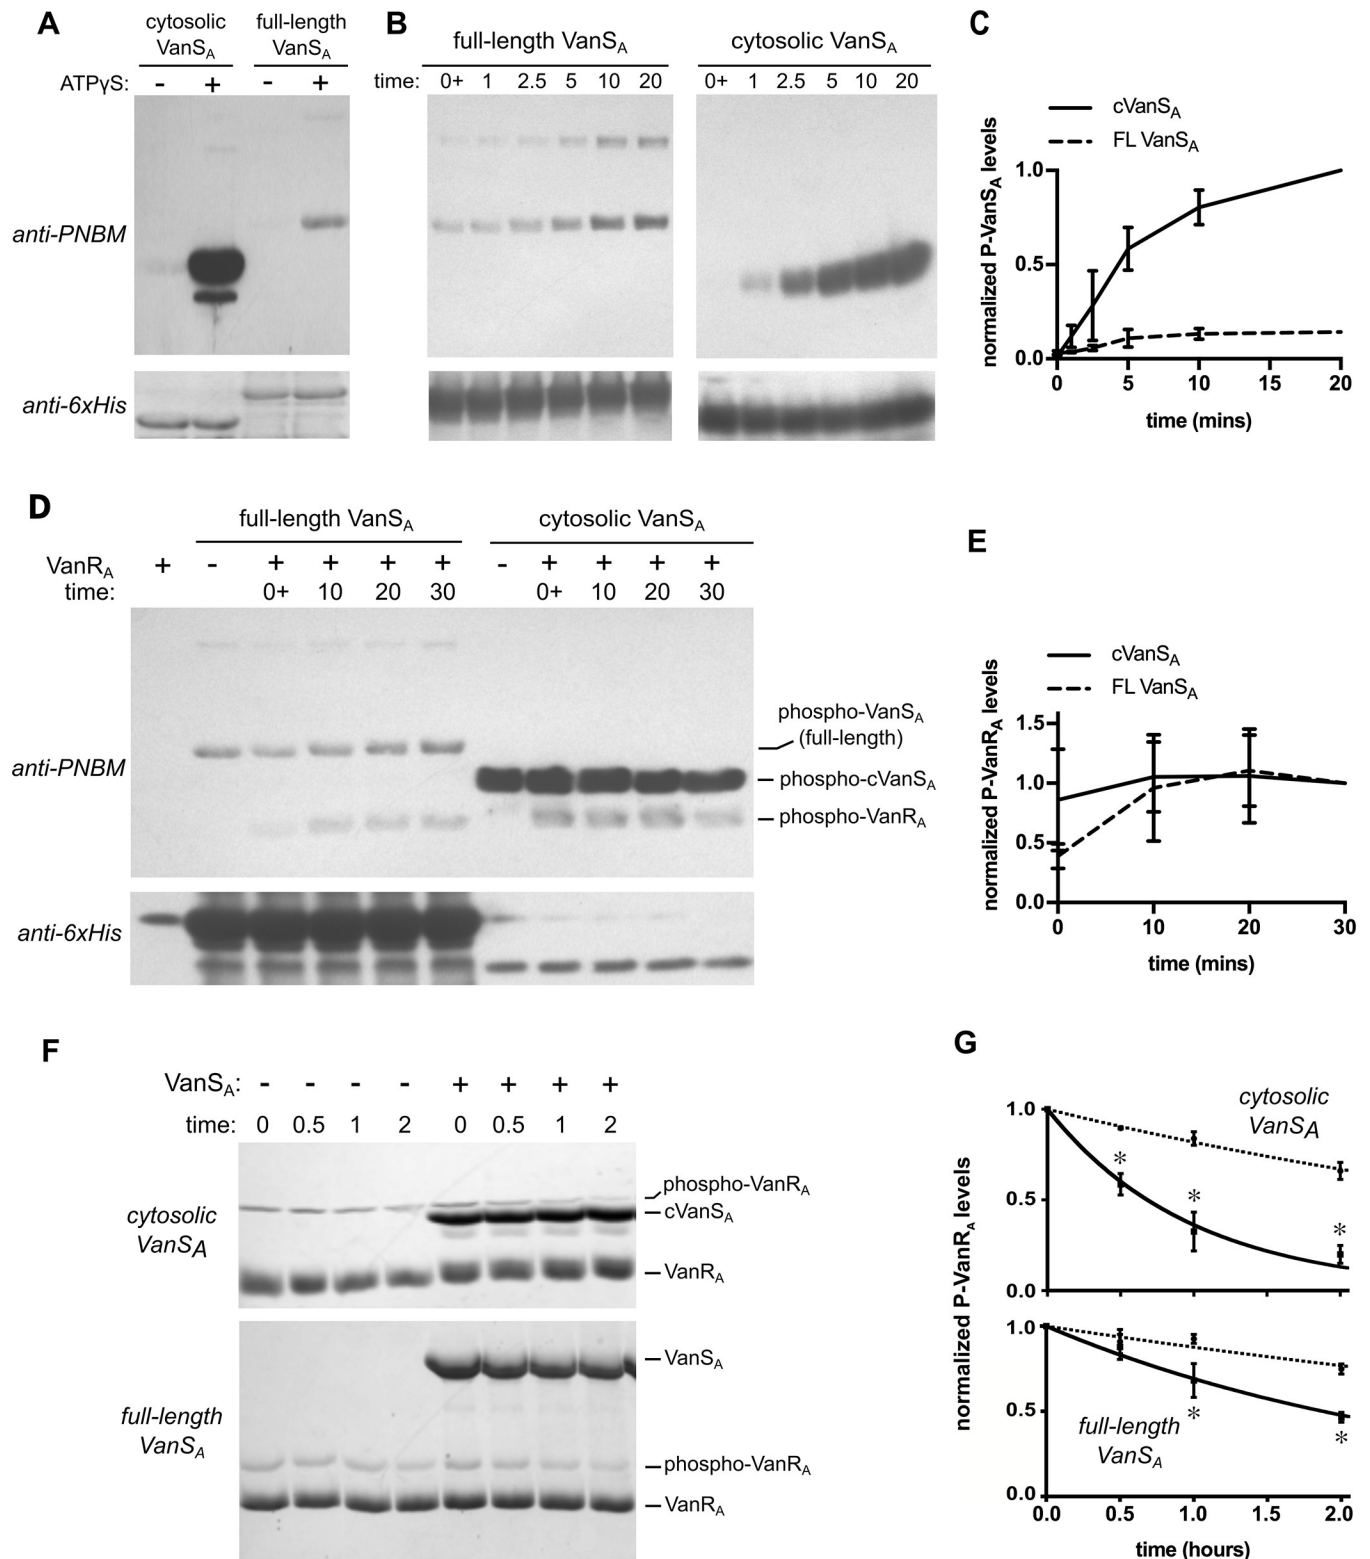 A
cytosolic VanSA
full-length VanSA
ATPγS: - + - +
anti-PNBM
anti-6xHis
B
full-length VanSA
cytosolic VanSA
time: 0+ 1 2.5 5 10 20
0+ 1 2.5 5 10 20
C
cVanSA
FL VanSA
normalized P-VanSA levels
1.0
0.5
0.0
0 5 10 15 20
time (mins)
D
full-length VanSA
cytosolic VanSA
VanRA + - + + + + - + + + +
time: 0+ 10 20 30 0+ 10 20 30
anti-PNBM
phospho-VanSA
(full-length)
phospho-cVanSA
phospho-VanRA
anti-6xHis
E
cVanSA
FL VanSA
normalized P-VanRA levels
1.5
1.0
0.5
0.0
0 10 20 30
time (mins)
F
VanSA: - - - - + + + +
time: 0 0.5 1 2 0 0.5 1 2
cytosolic
VanSA
phospho-VanRA
cVanSA
VanRA
full-length
VanSA
VanSA
phospho-VanRA
VanRA
G
normalized P-VanRA levels
cytosolic
VanSA
1.0
0.5
0.0
* * *
full-length
VanSA
1.0
0.5
0.0
* *
0.0 0.5 1.0 1.5 2.0
time (hours)